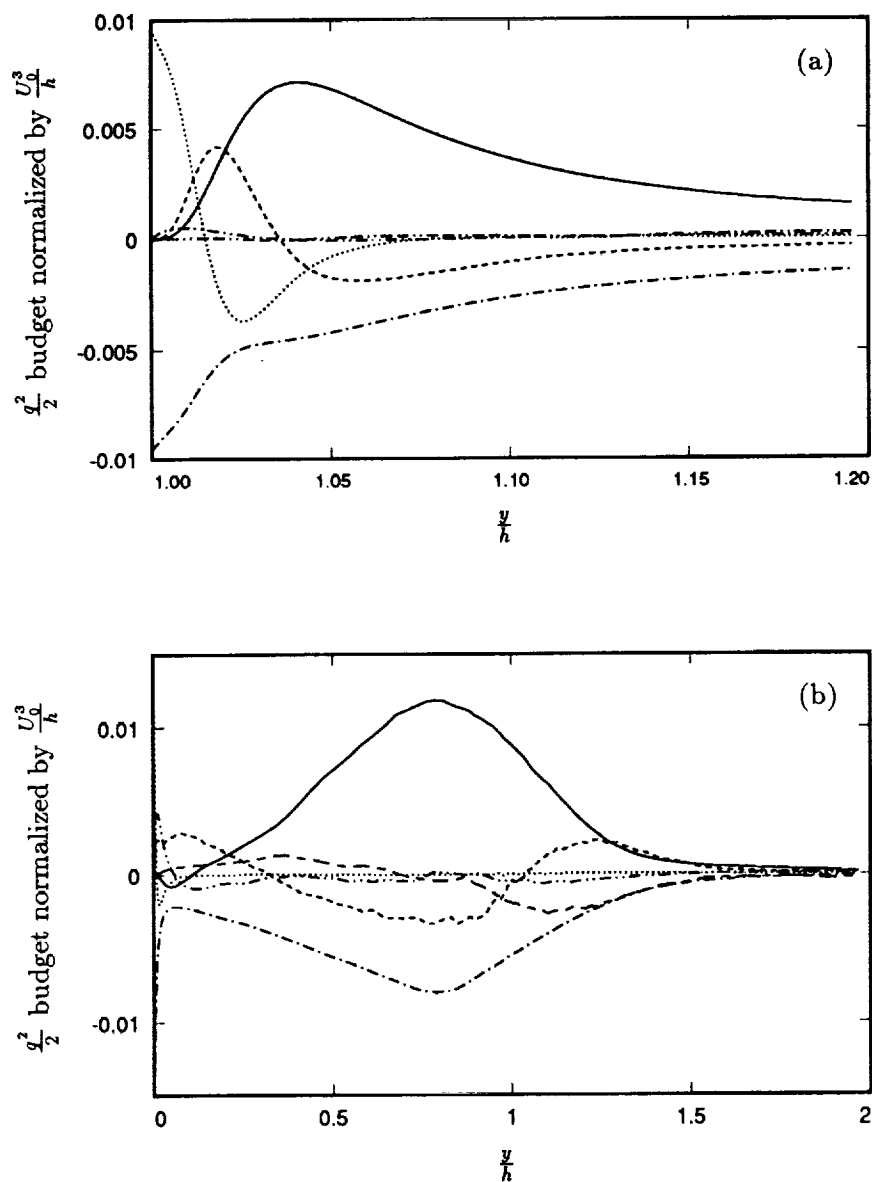 (a)
q²/2 budget normalized by U₀³/h
0.01
0.005
0
-0.005
-0.01
1.00 1.05 1.10 1.15 1.20
y/h
(b)
q²/2 budget normalized by U₀³/h
0.01
0
-0.01
0 0.5 1 1.5 2
y/h